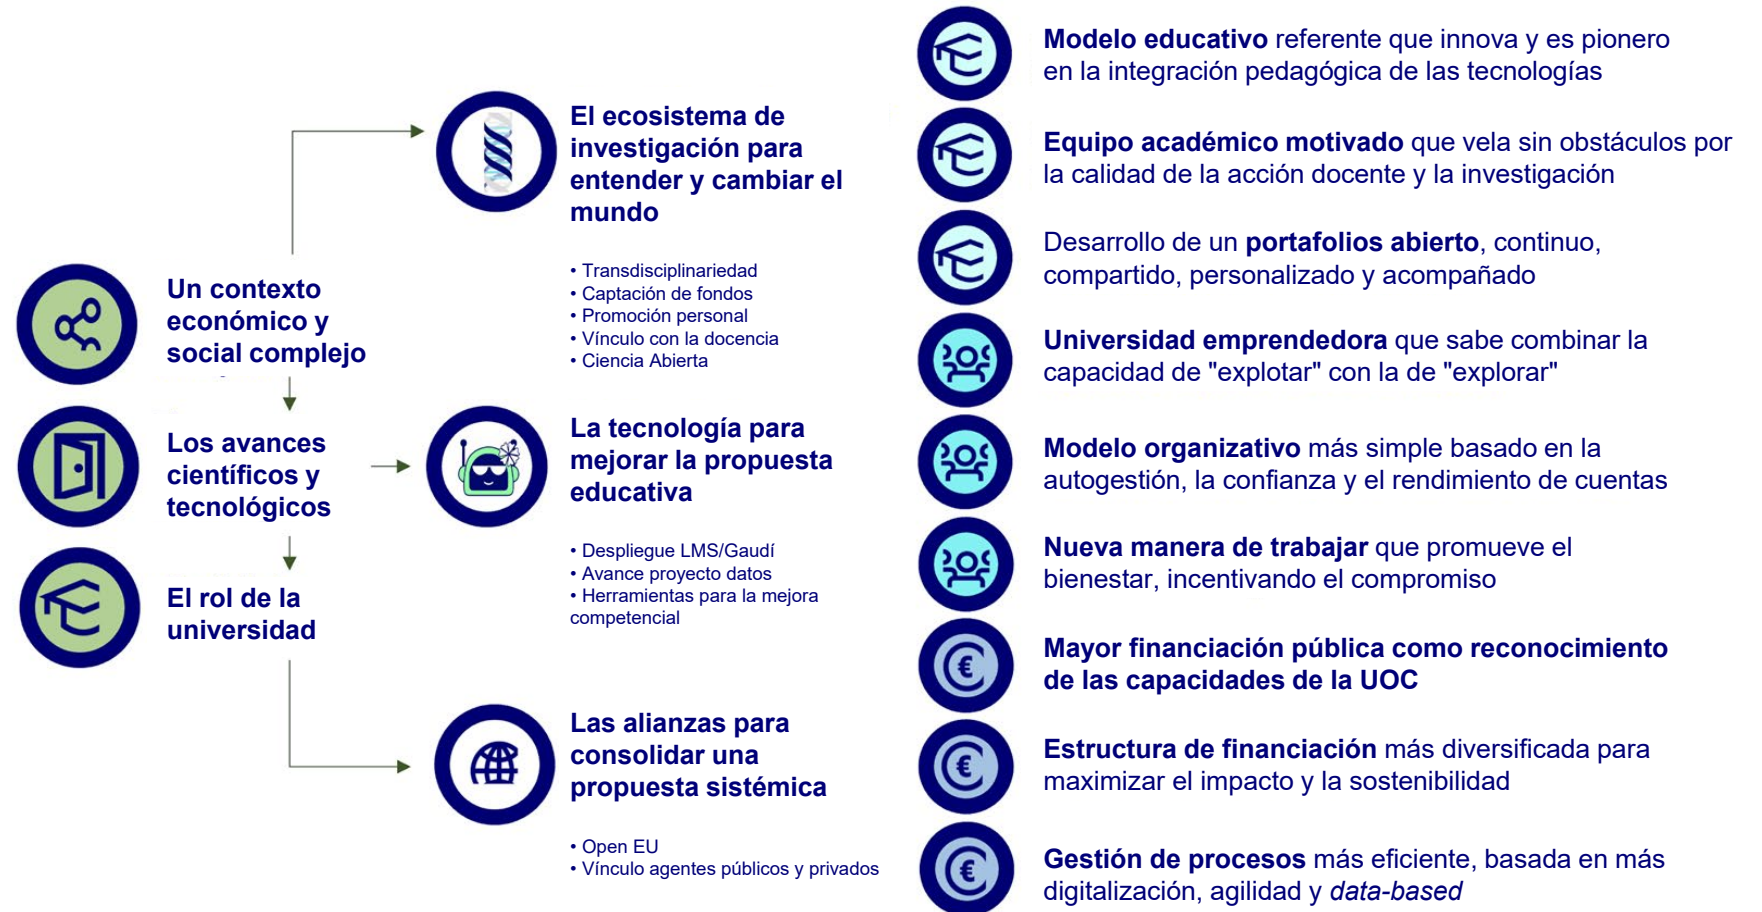 Un contexto
económico y
social complejo
Los avances
científicos y
tecnológicos
El rol de la
universidad
El ecosistema de
investigación para
entender y cambiar el
mundo
• Transdisciplinariedad
• Captación de fondos
• Promoción personal
• Vínculo con la docencia
• Ciencia Abierta
La tecnología para
mejorar la propuesta
educativa
• Despliegue LMS/Gaudí
• Avance proyecto datos
• Herramientas para la mejora
competencial
Las alianzas para
consolidar una
propuesta sistémica
• Open EU
• Vínculo agentes públicos y privados
Modelo educativo referente que innova y es pionero
en la integración pedagógica de las tecnologías
Equipo académico motivado que vela sin obstáculos por
la calidad de la acción docente y la investigación
Desarrollo de un portafolios abierto, continuo,
compartido, personalizado y acompañado
Universidad emprendedora que sabe combinar la
capacidad de "explotar" con la de "explorar"
Modelo organizativo más simple basado en la
autogestión, la confianza y el rendimiento de cuentas
Nueva manera de trabajar que promueve el
bienestar, incentivando el compromiso
Mayor financiación pública como reconocimiento
de las capacidades de la UOC
Estructura de financiación más diversificada para
maximizar el impacto y la sostenibilidad
Gestión de procesos más eficiente, basada en más
digitalización, agilidad y data-based